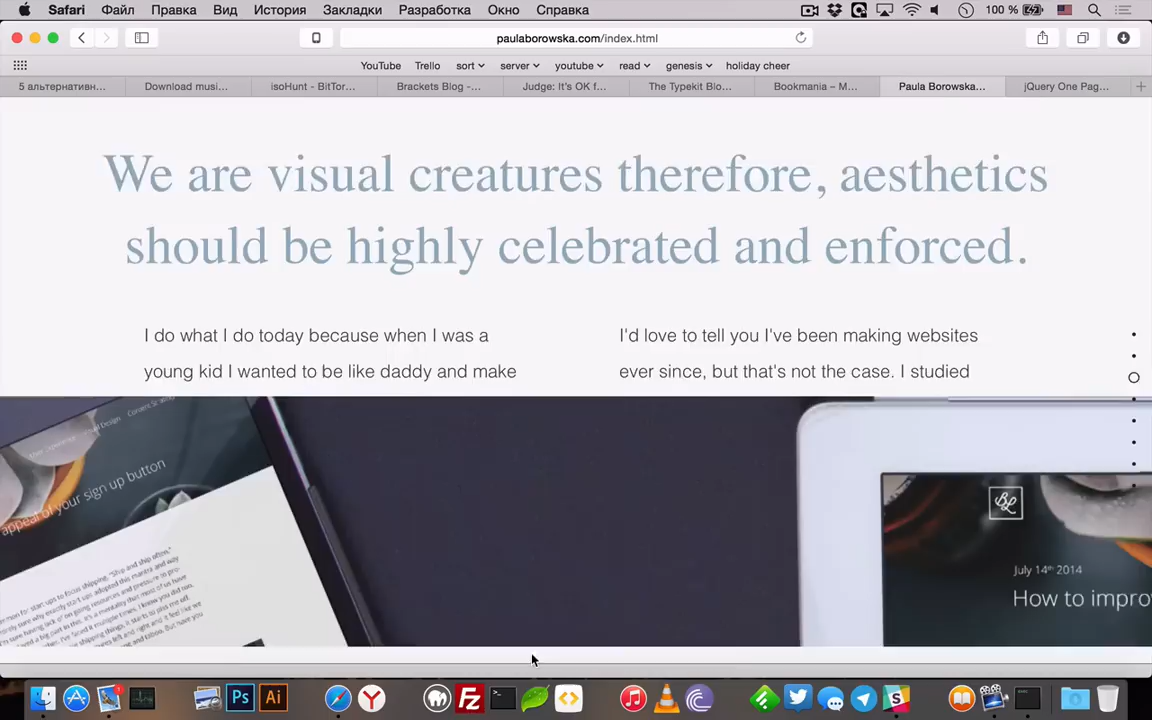 Safari Файл Правка Вид История Закладки Разработка Окно Справка 100 %
paulaborowska.com/index.html
YouTube Trello sort server youtube read genesis holiday cheer
5 альтернативн... Download musi... isoHunt - BitTor... Brackets Blog -... Judge: It's OK f... The Typekit Blo... Bookmania – M... Paula Borowska... jQuery One Pag...
We are visual creatures therefore, aesthetics
should be highly celebrated and enforced.
I do what I do today because when I was a
young kid I wanted to be like daddy and make
I'd love to tell you I've been making websites
ever since, but that's not the case. I studied
appeal of your sign up button
BL
July 14th 2014
How to impro
Ps Ai